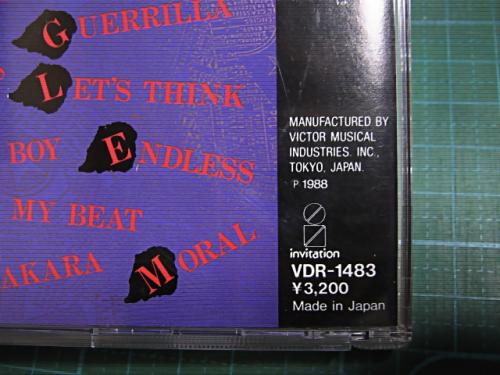 GUERRILLA
LET'S THINK
BOY ENDLESS
MY BEAT
AKARA MORAL
MANUFACTURED BY
VICTOR MUSICAL
INDUSTRIES. INC.,
TOKYO, JAPAN.
℗ 1988
invitation
VDR-1483
¥3,200
Made in Japan